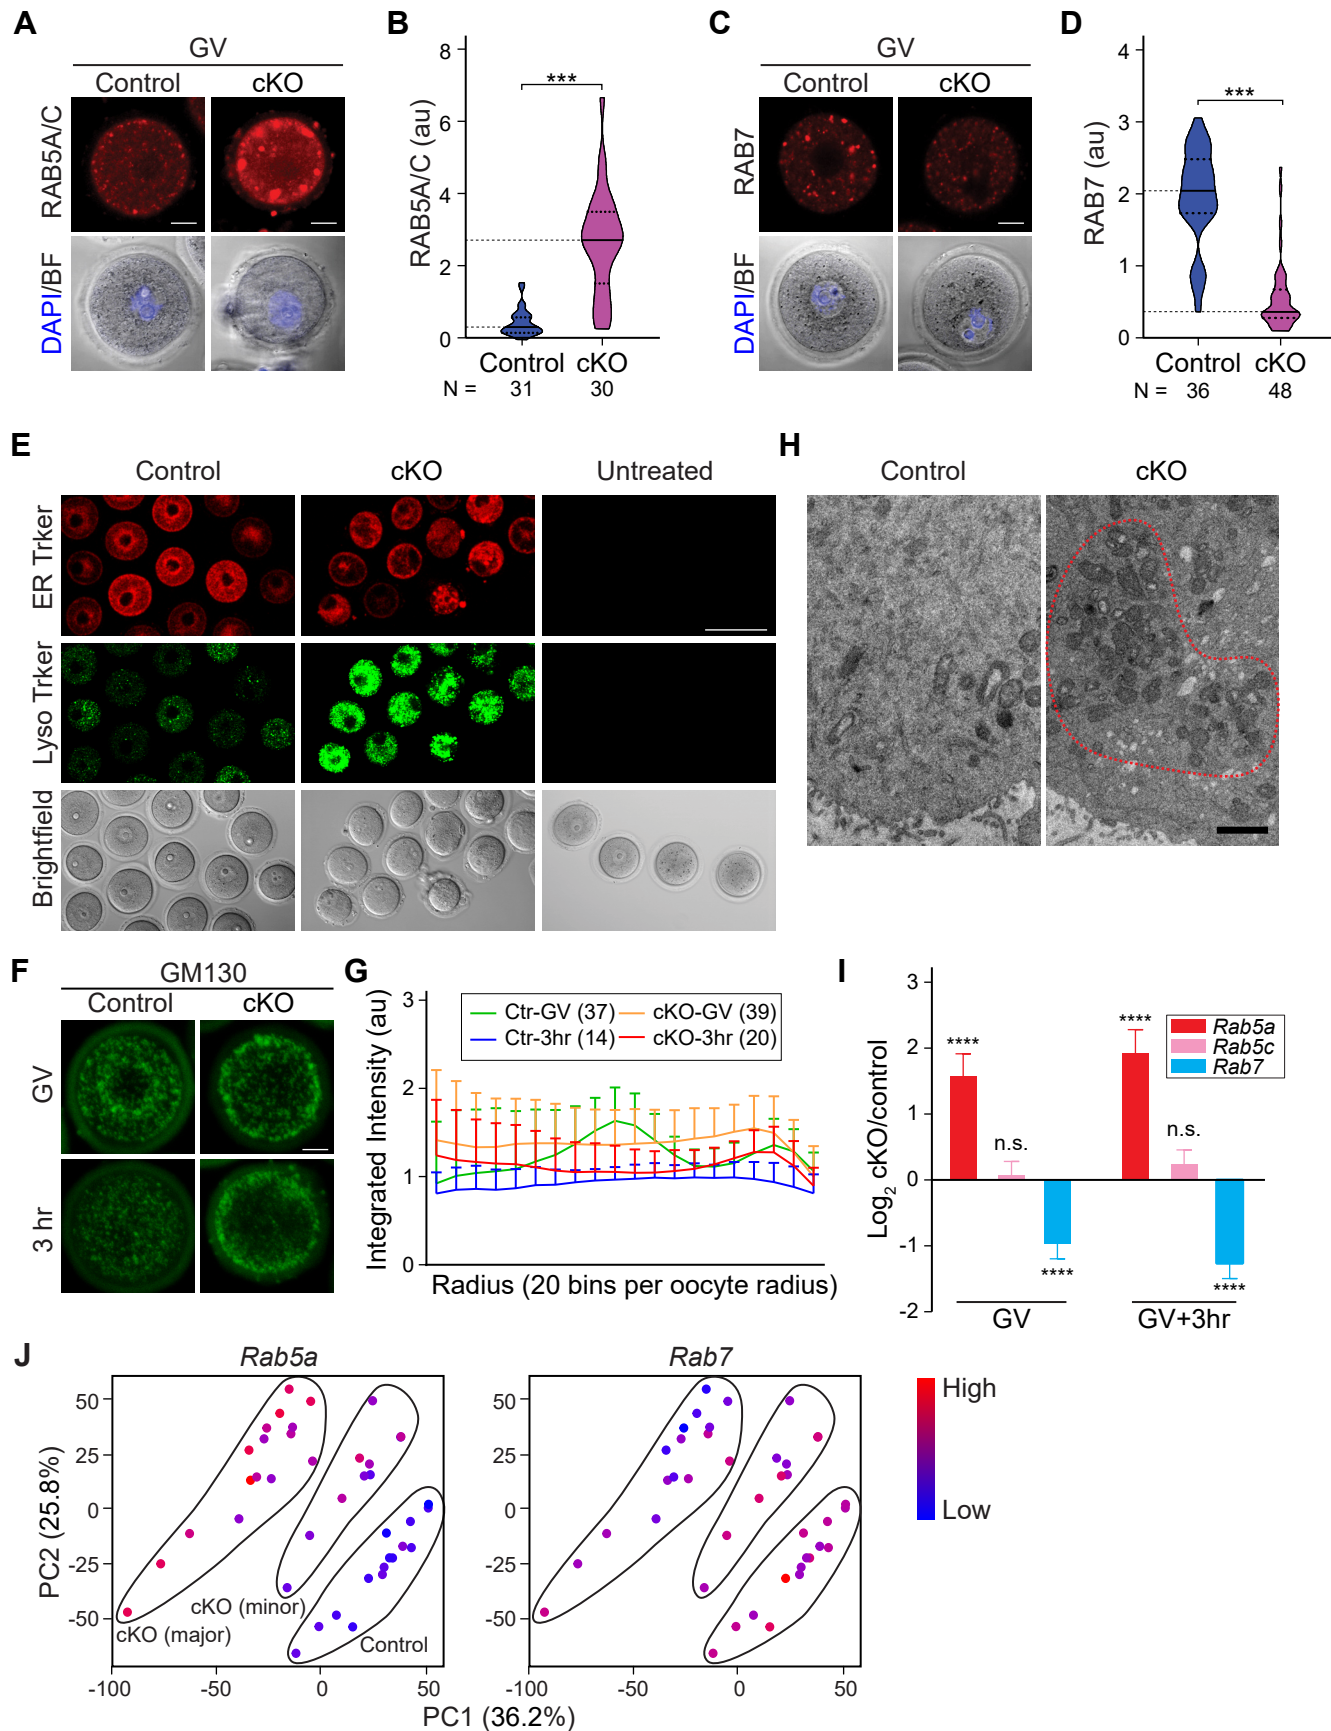 A
GV
Control cKO
RAB5A/C
DAPI/BF
B
RAB5A/C (au)
8
6
4
2
0
***
Control cKO
N = 31 30
C
GV
Control cKO
RAB7
DAPI/BF
D
RAB7 (au)
4
3
2
1
0
***
Control cKO
N = 36 48
E
Control cKO Untreated
ER Trker
Lyso Trker
Brightfield
H
Control cKO
F
GM130
Control cKO
GV
3 hr
G
Integrated Intensity (au)
3
2
1
0
Ctr-GV (37) cKO-GV (39)
Ctr-3hr (14) cKO-3hr (20)
Radius (20 bins per oocyte radius)
I
Log2 cKO/control
3
2
1
0
-1
-2
**** n.s. ****
**** n.s. ****
Rab5a
Rab5c
Rab7
GV GV+3hr
J
Rab5a Rab7
PC2 (25.8%)
50
25
0
-25
-50
cKO (major)
cKO (minor)
Control
-100 -50 0 50
50
25
0
-25
-50
-100 -50 0 50
PC1 (36.2%)
High
Low